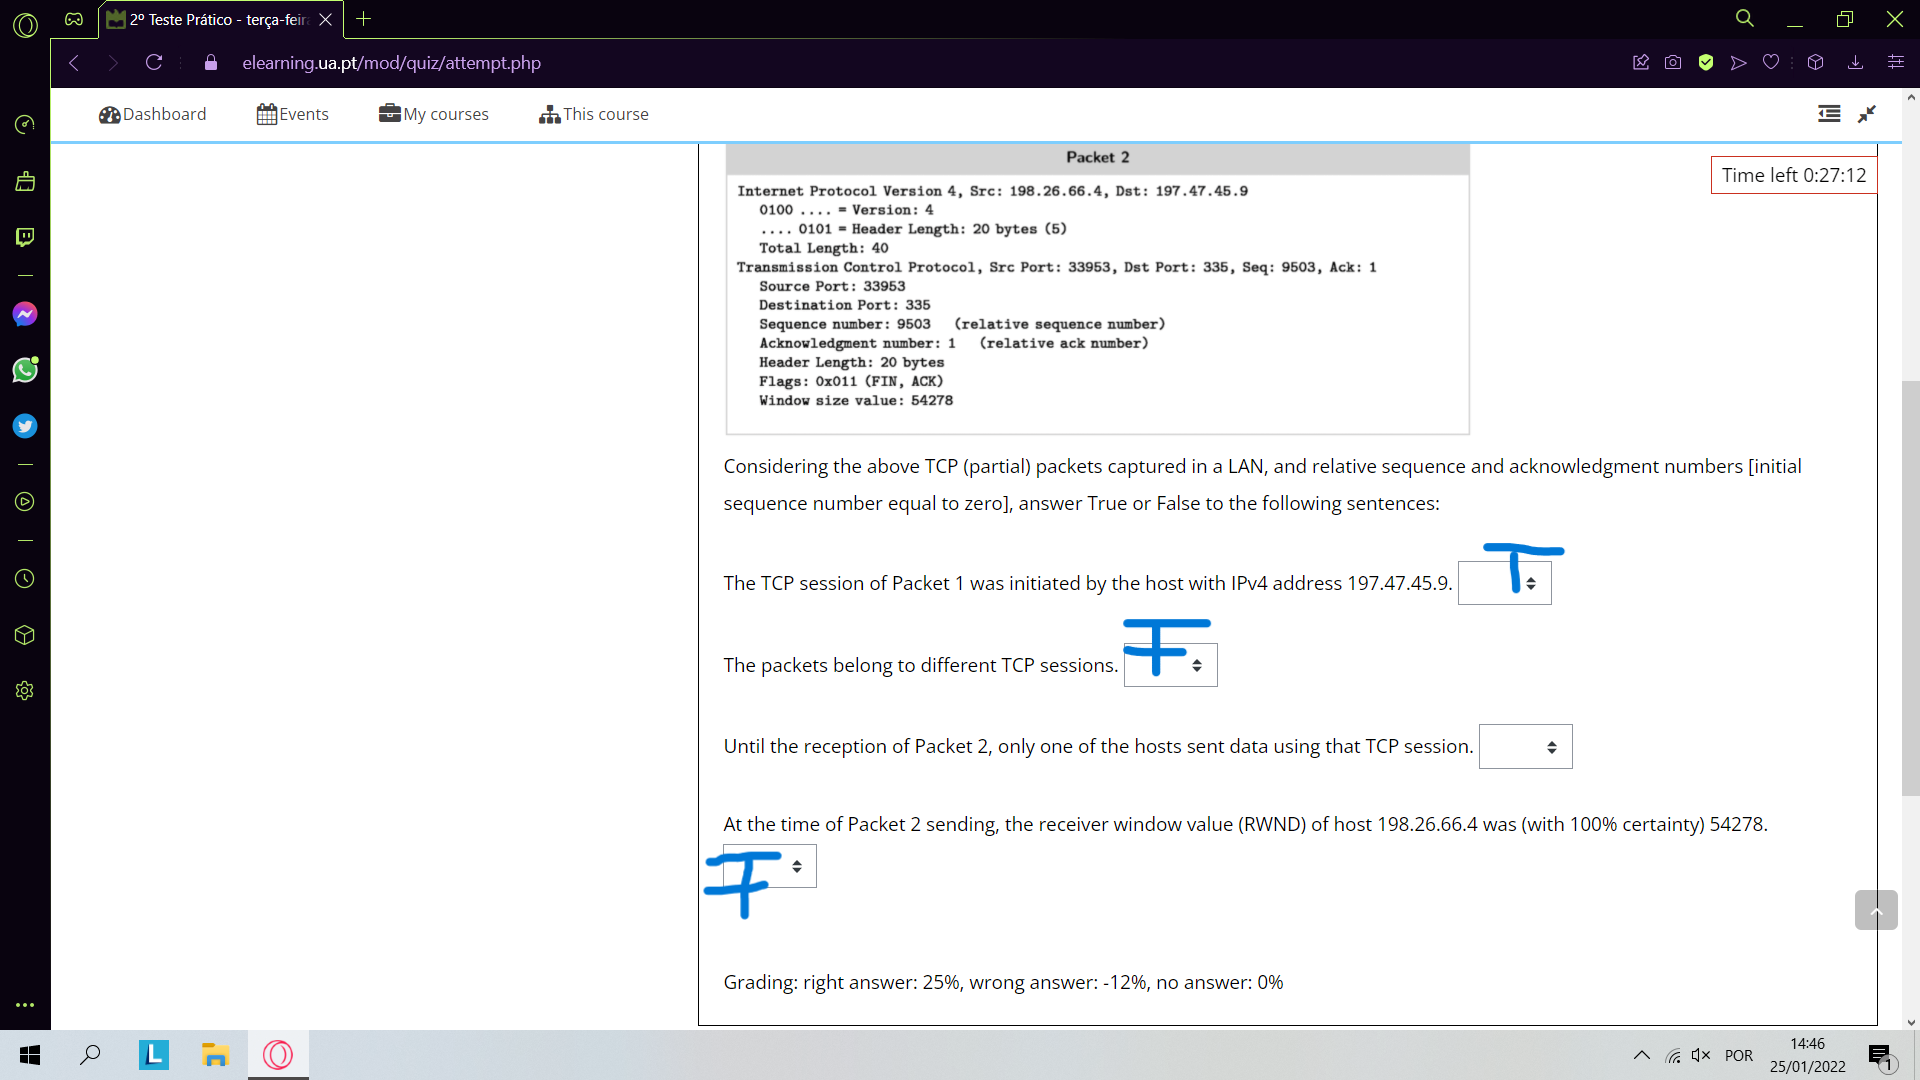 2º Teste Prático - terça-feir
elearning.ua.pt/mod/quiz/attempt.php
Dashboard
Events
My courses
This course
Time left 0:27:12
Packet 2
Internet Protocol Version 4, Src: 198.26.66.4, Dst: 197.47.45.9
0100 .... = Version: 4
.... 0101 = Header Length: 20 bytes (5)
Total Length: 40
Transmission Control Protocol, Src Port: 33953, Dst Port: 335, Seq: 9503, Ack: 1
Source Port: 33953
Destination Port: 335
Sequence number: 9503 (relative sequence number)
Acknowledgment number: 1 (relative ack number)
Header Length: 20 bytes
Flags: 0x011 (FIN, ACK)
Window size value: 54278
Considering the above TCP (partial) packets captured in a LAN, and relative sequence and acknowledgment numbers [initial
sequence number equal to zero], answer True or False to the following sentences:
The TCP session of Packet 1 was initiated by the host with IPv4 address 197.47.45.9. T
The packets belong to different TCP sessions. F
Until the reception of Packet 2, only one of the hosts sent data using that TCP session.
At the time of Packet 2 sending, the receiver window value (RWND) of host 198.26.66.4 was (with 100% certainty) 54278.
F
Grading: right answer: 25%, wrong answer: -12%, no answer: 0%
L
POR
14:46
25/01/2022
1